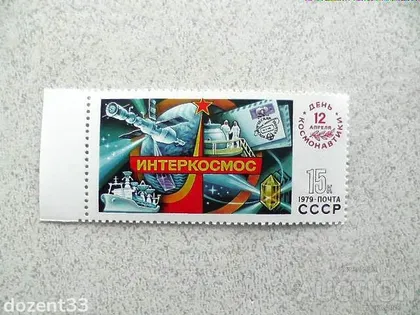 ДЕНЬ КОСМОНАВТИКИ
12
АПРЕЛЯ
ИНТЕРКОСМОС
15К
1979·ПОЧТА
СССР
dozent33